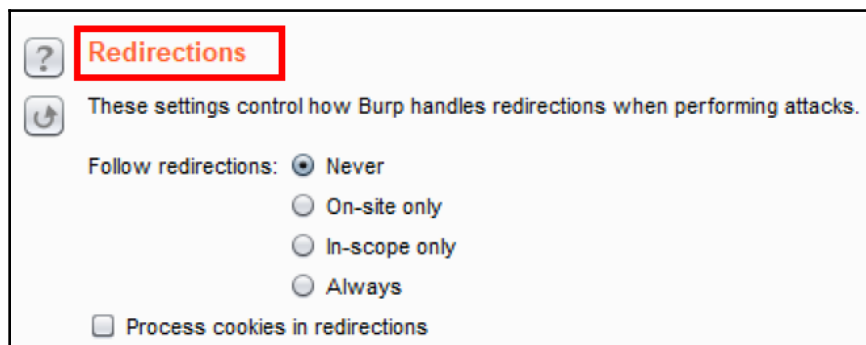 Redirections
These settings control how Burp handles redirections when performing attacks.
Follow redirections: Never
On-site only
In-scope only
Always
Process cookies in redirections